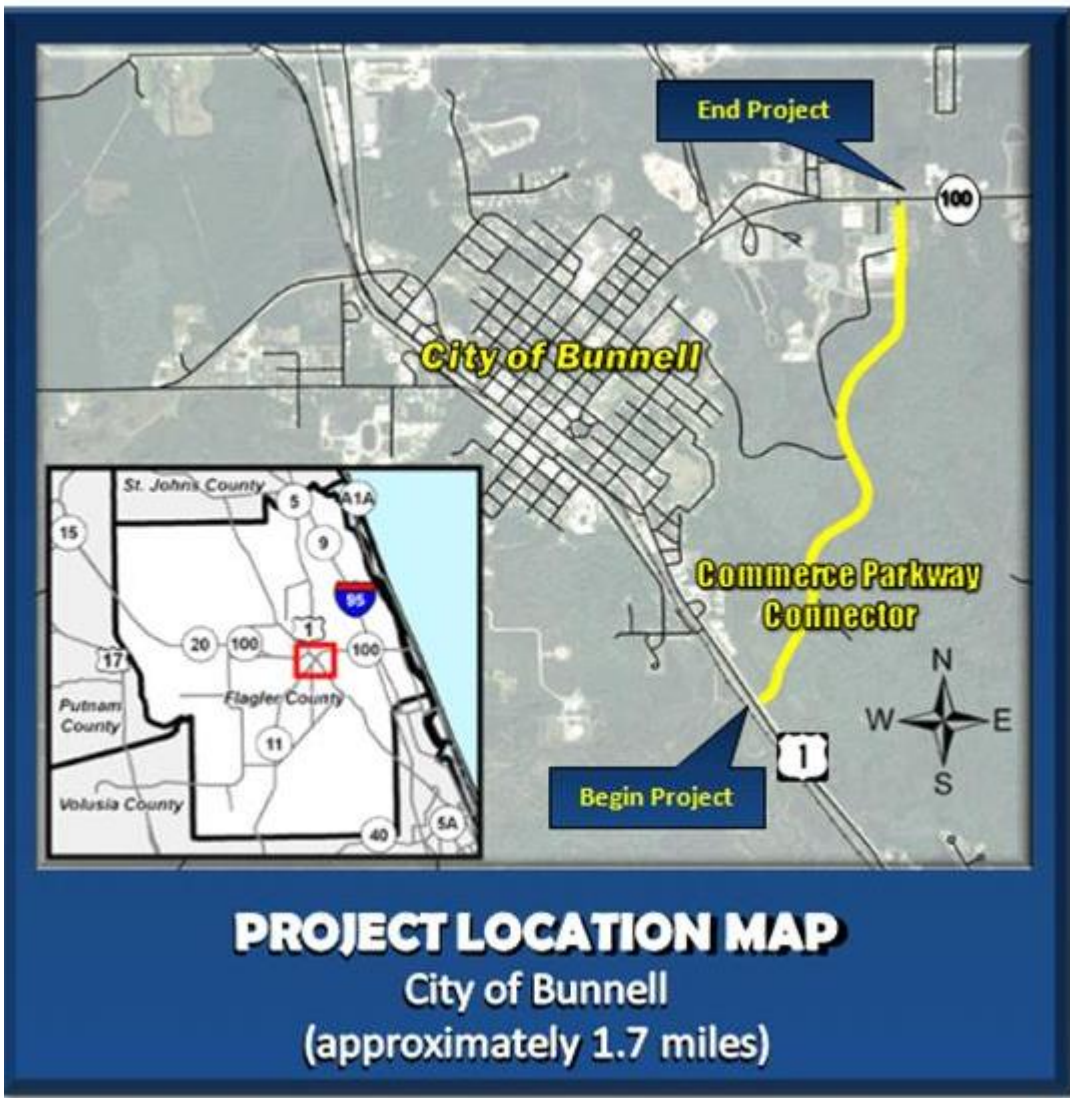 End Project
100
City of Bunnell
Commerce Parkway
Connector
N
W E
S
1
Begin Project
St. Johns County
5
A1A
15
9
95
1
20
100
100
17
Flagler County
Putnam
County
11
Volusia County
40
5A
PROJECT LOCATION MAP
City of Bunnell
(approximately 1.7 miles)